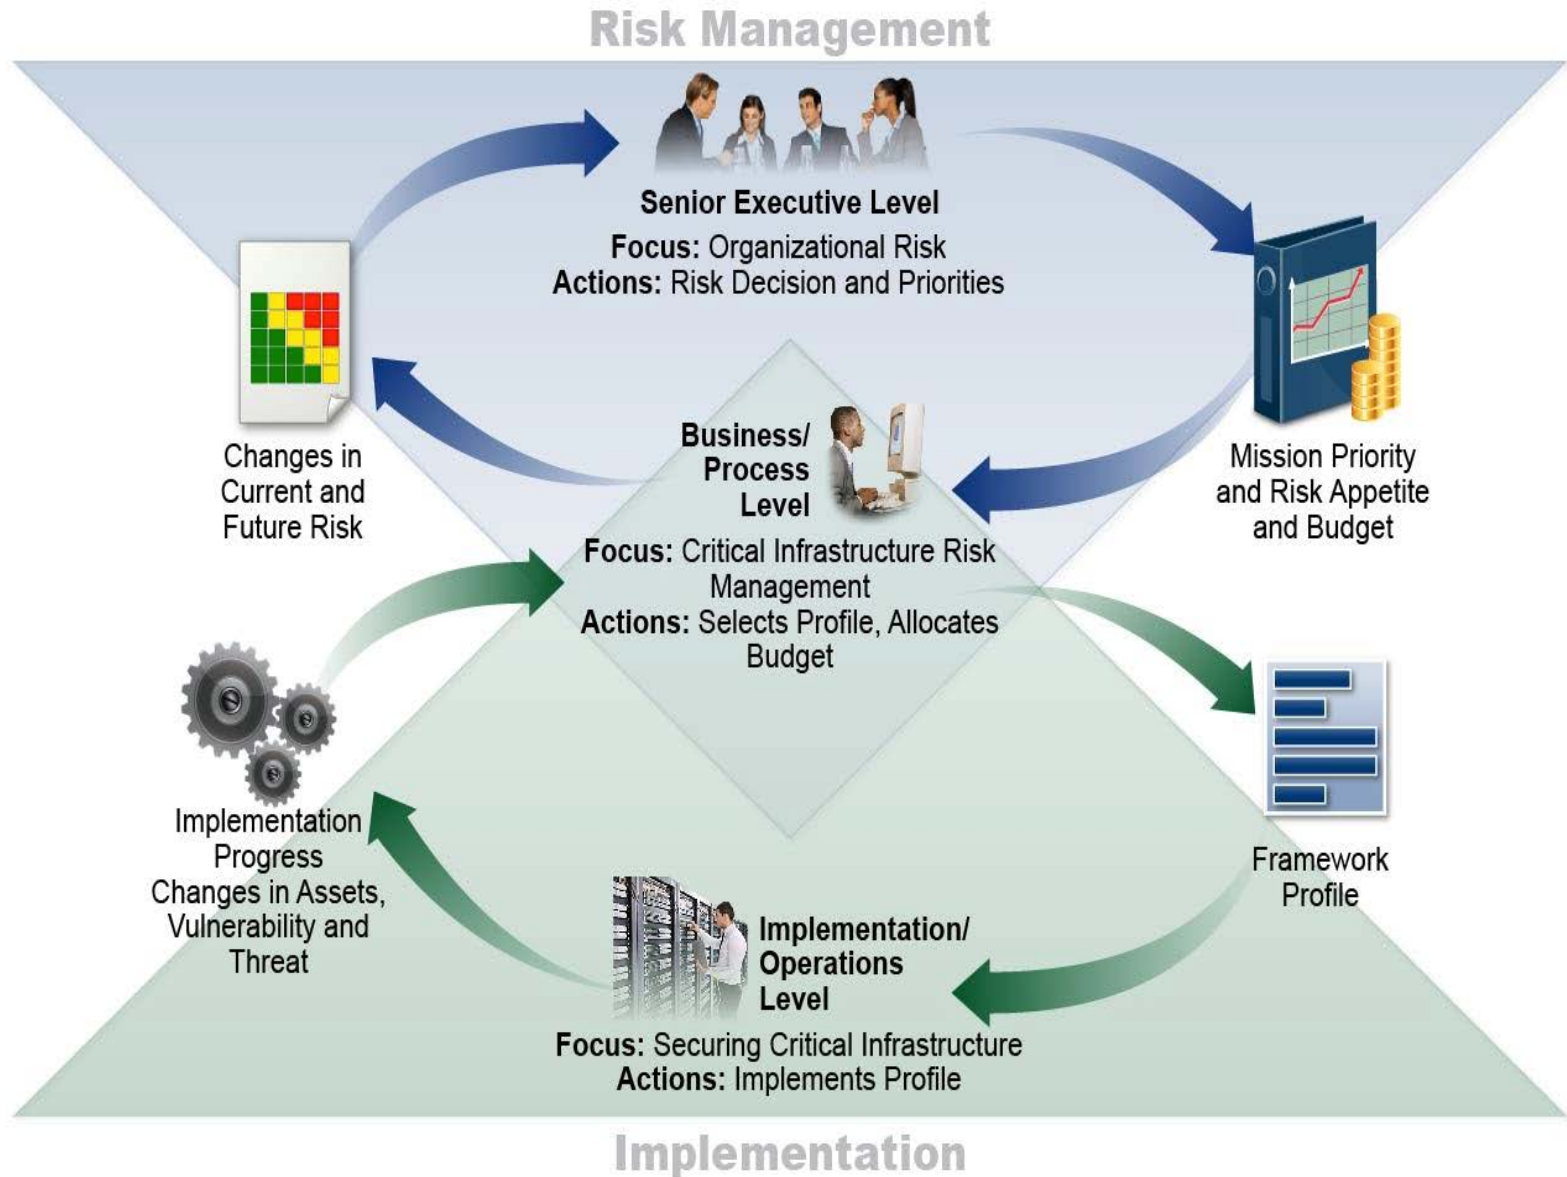 Risk Management
Senior Executive Level
Focus: Organizational Risk
Actions: Risk Decision and Priorities
Changes in
Current and
Future Risk
Mission Priority
and Risk Appetite
and Budget
Business/
Process
Level
Focus: Critical Infrastructure Risk
Management
Actions: Selects Profile, Allocates
Budget
Implementation
Progress
Changes in Assets,
Vulnerability and
Threat
Framework
Profile
Implementation/
Operations
Level
Focus: Securing Critical Infrastructure
Actions: Implements Profile
Implementation